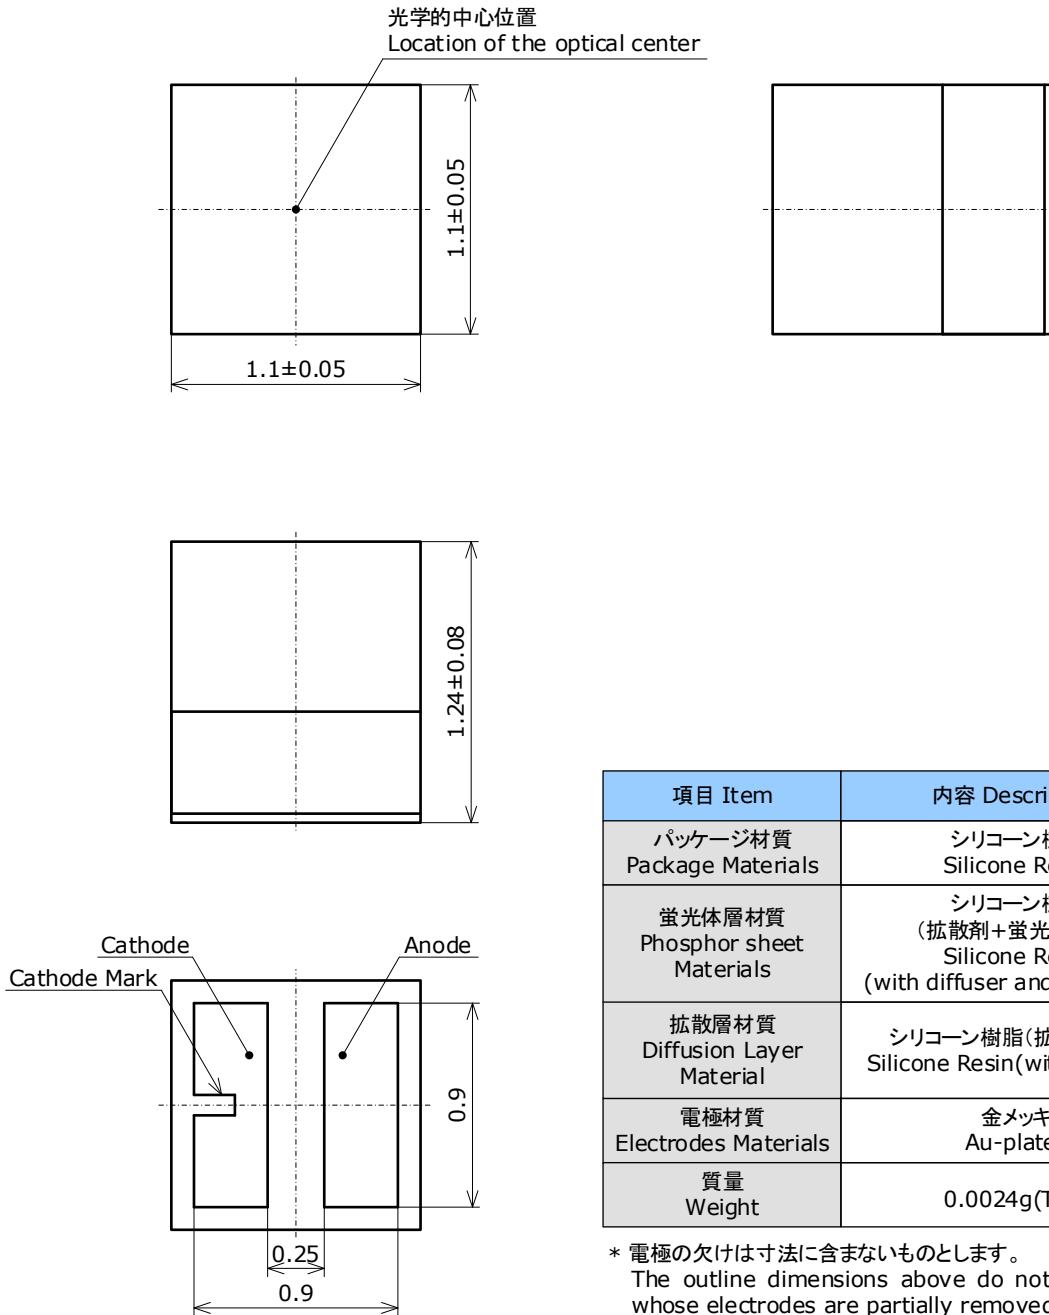 光学的中心位置
Location of the optical center
1.1±0.05
1.1±0.05
1.24±0.08
Cathode
Anode
Cathode Mark
0.9
0.25
0.9
項目 Item
内容 Descri
パッケージ材質
Package Materials
シリコーン
Silicone R
蛍光体層材質
Phosphor sheet
Materials
シリコーン
（拡散剤+蛍光
Silicone R
(with diffuser and
拡散層材質
Diffusion Layer
Material
シリコーン樹脂（拡
Silicone Resin(wi
電極材質
Electrodes Materials
金メッキ
Au-plate
質量
Weight
0.0024g(T
* 電極の欠けは寸法に含まないものとします。
The outline dimensions above do not
whose electrodes are partially removed